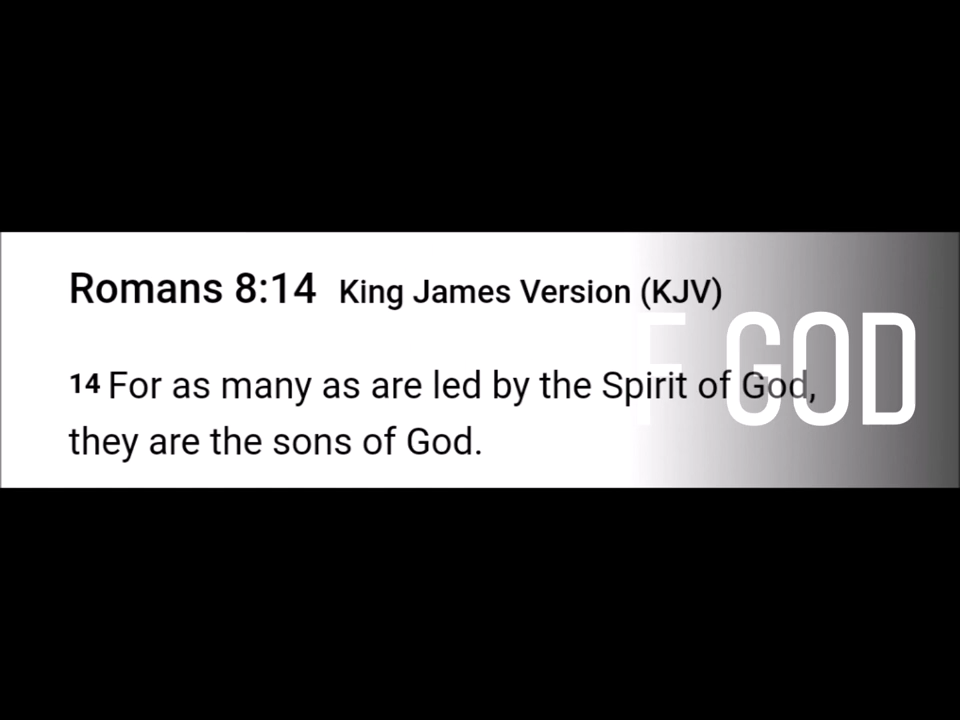 Romans 8:14 King James Version (KJV)
F GOD
14 For as many as are led by the Spirit of God,
they are the sons of God.